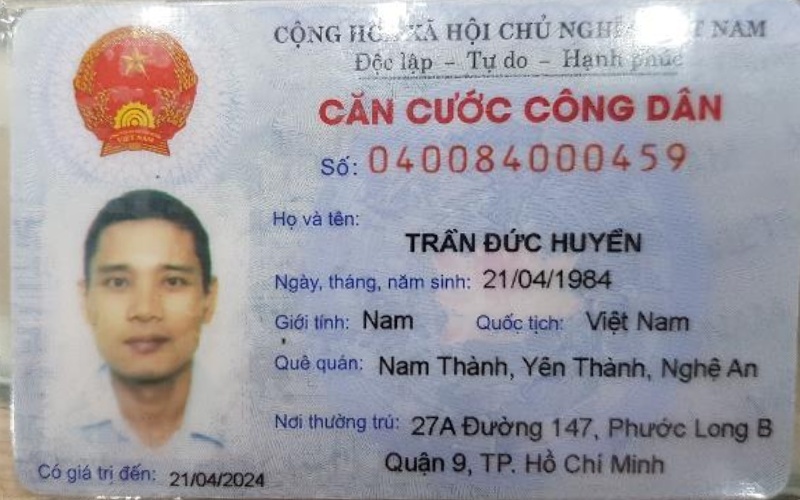 CỘNG HÒA XÃ HỘI CHỦ NGHĨA VIỆT NAM
Độc lập - Tự do - Hạnh phúc
CĂN CƯỚC CÔNG DÂN
Số: 040084000459
Họ và tên:
TRẦN ĐỨC HUYỀN
Ngày, tháng, năm sinh: 21/04/1984
Giới tính: Nam Quốc tịch: Việt Nam
Quê quán: Nam Thành, Yên Thành, Nghệ An
Nơi thường trú: 27A Đường 147, Phước Long B
Quận 9, TP. Hồ Chí Minh
Có giá trị đến: 21/04/2024